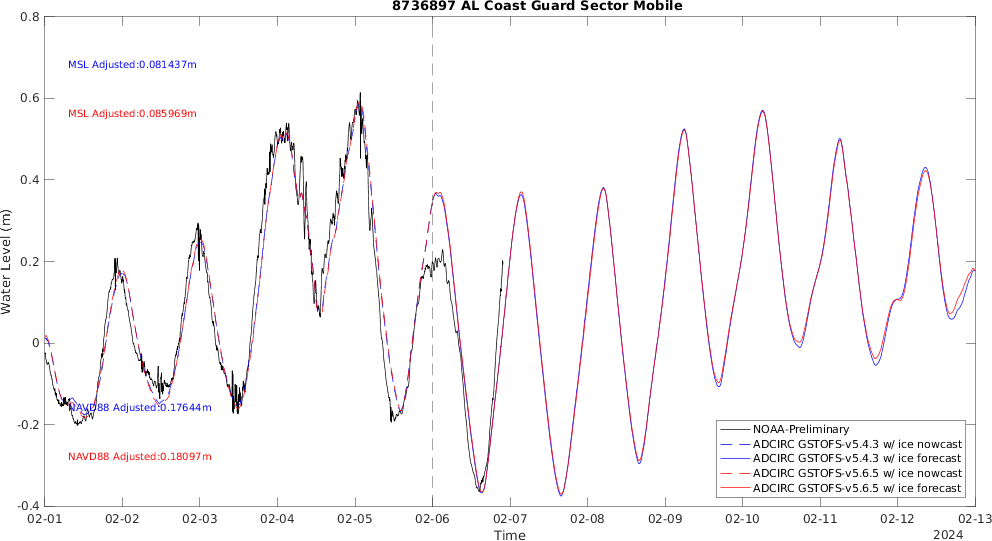 8736897 AL Coast Guard Sector Mobile
0.8
0.6
0.4
0.2
0
-0.2
-0.4
Water Level (m)
MSL Adjusted:0.081437m
MSL Adjusted:0.085969m
NAVD88 Adjusted:0.17644m
NAVD88 Adjusted:0.18097m
NOAA-Preliminary
ADCIRC GSTOFS-v5.4.3 w/ ice nowcast
ADCIRC GSTOFS-v5.4.3 w/ ice forecast
ADCIRC GSTOFS-v5.6.5 w/ ice nowcast
ADCIRC GSTOFS-v5.6.5 w/ ice forecast
02-01 02-02 02-03 02-04 02-05 02-06 02-07 02-08 02-09 02-10 02-11 02-12 02-13
Time
2024